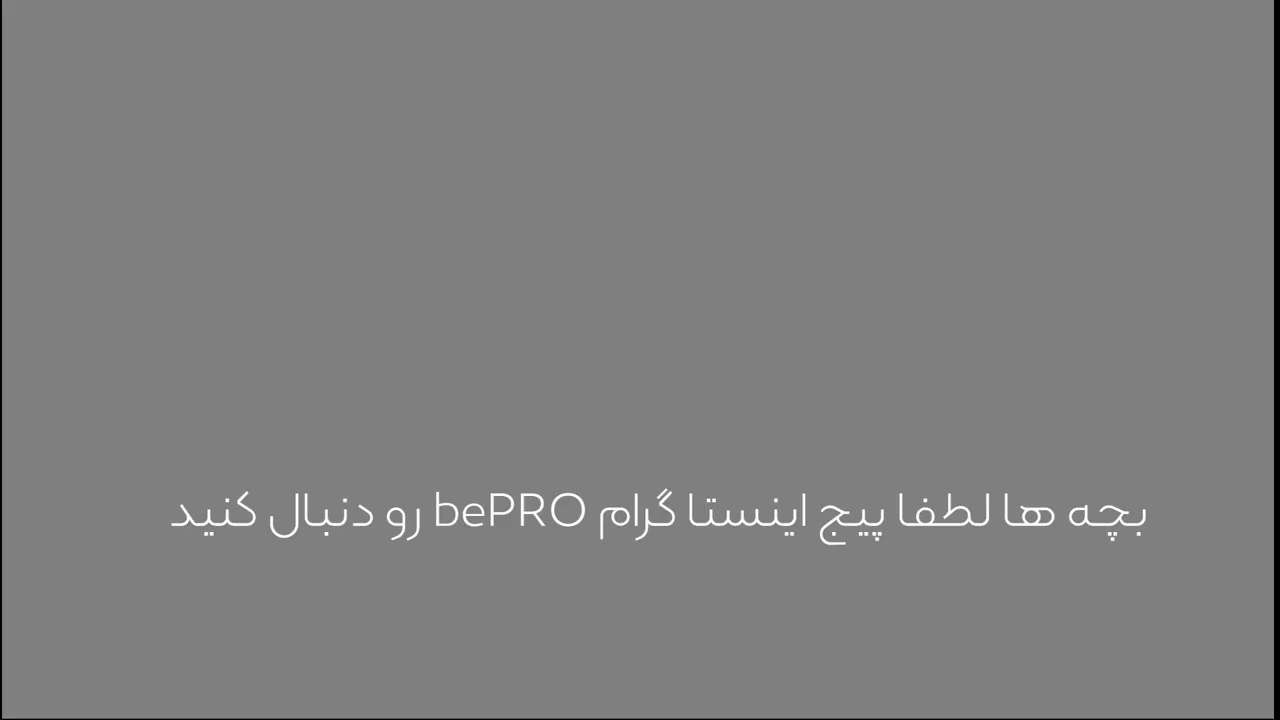 بچه ها لطفا پیج اینستا گرام bePRO رو دنبال کنید